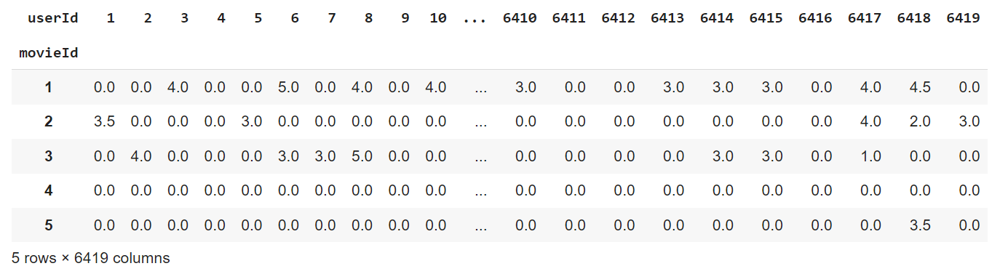 userId 1 2 3 4 5 6 7 8 9 10 ... 6410 6411 6412 6413 6414 6415 6416 6417 6418 6419
movieId
1 0.0 0.0 4.0 0.0 0.0 5.0 0.0 4.0 0.0 4.0 ... 3.0 0.0 0.0 3.0 3.0 3.0 0.0 4.0 4.5 0.0
2 3.5 0.0 0.0 0.0 3.0 0.0 0.0 0.0 0.0 0.0 ... 0.0 0.0 0.0 0.0 0.0 0.0 0.0 4.0 2.0 3.0
3 0.0 4.0 0.0 0.0 0.0 3.0 3.0 5.0 0.0 0.0 ... 0.0 0.0 0.0 0.0 3.0 3.0 0.0 1.0 0.0 0.0
4 0.0 0.0 0.0 0.0 0.0 0.0 0.0 0.0 0.0 0.0 ... 0.0 0.0 0.0 0.0 0.0 0.0 0.0 0.0 0.0 0.0
5 0.0 0.0 0.0 0.0 0.0 0.0 0.0 0.0 0.0 0.0 ... 0.0 0.0 0.0 0.0 0.0 0.0 0.0 0.0 3.5 0.0
5 rows × 6419 columns